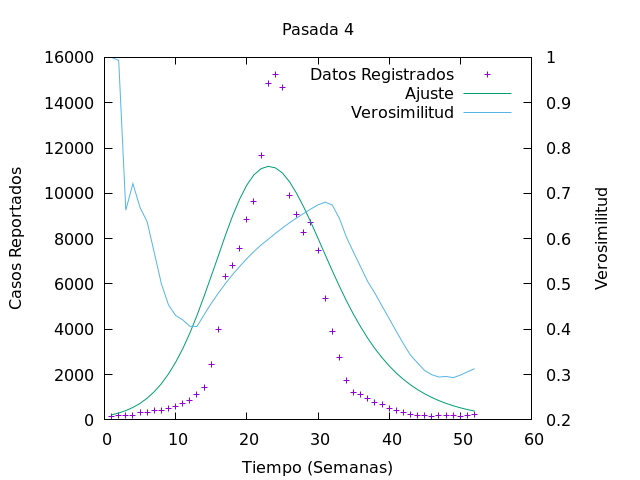 Pasada 4
16000
14000
12000
10000
8000
6000
4000
2000
0
Casos Reportados
1
0.9
0.8
0.7
0.6
0.5
0.4
0.3
0.2
Verosimilitud
Datos Registrados
Ajuste
Verosimilitud
0 10 20 30 40 50 60
Tiempo (Semanas)